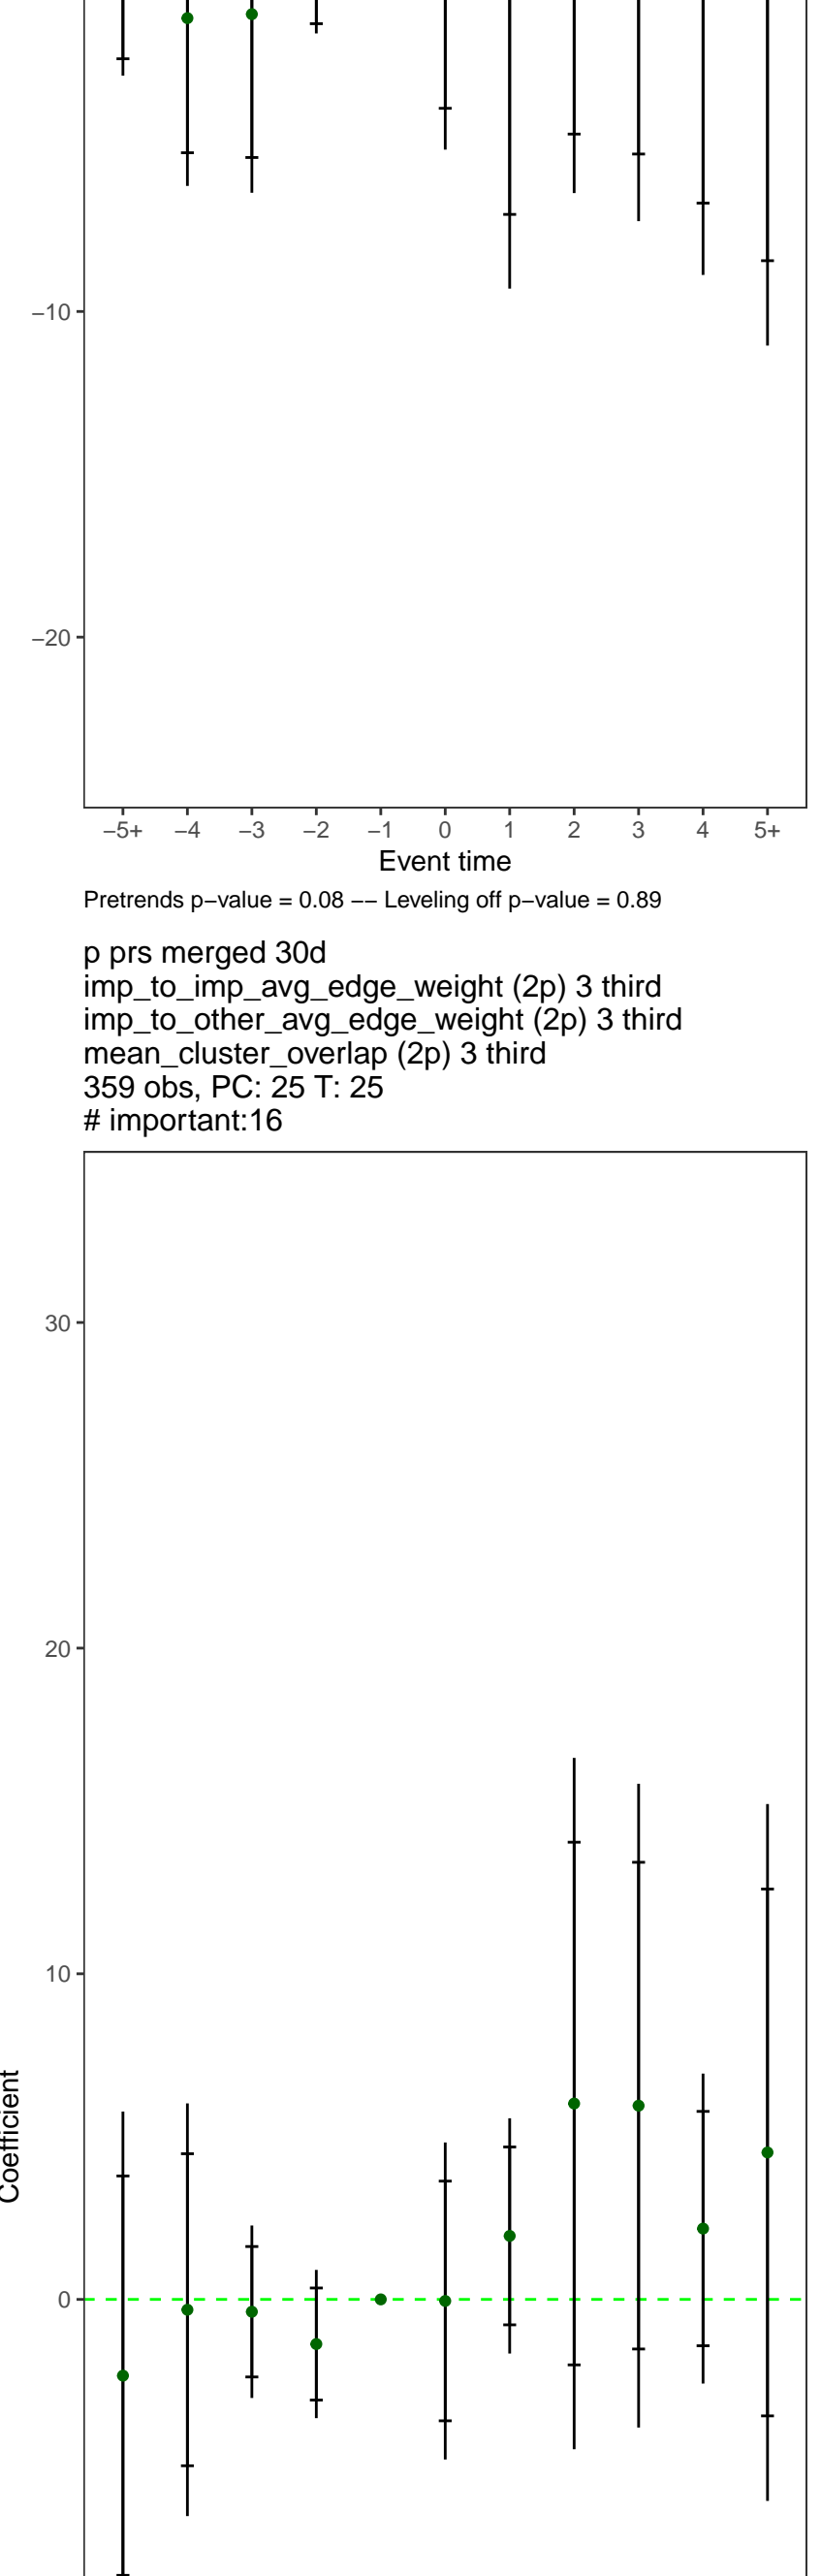 −10
−20
−5+ −4 −3 −2 −1 0 1 2 3 4 5+
Event time
Pretrends p−value = 0.08 −− Leveling off p−value = 0.89
p prs merged 30d
imp_to_imp_avg_edge_weight (2p) 3 third
imp_to_other_avg_edge_weight (2p) 3 third
mean_cluster_overlap (2p) 3 third
359 obs, PC: 25 T: 25
# important:16
30
20
10
Coefficient
0